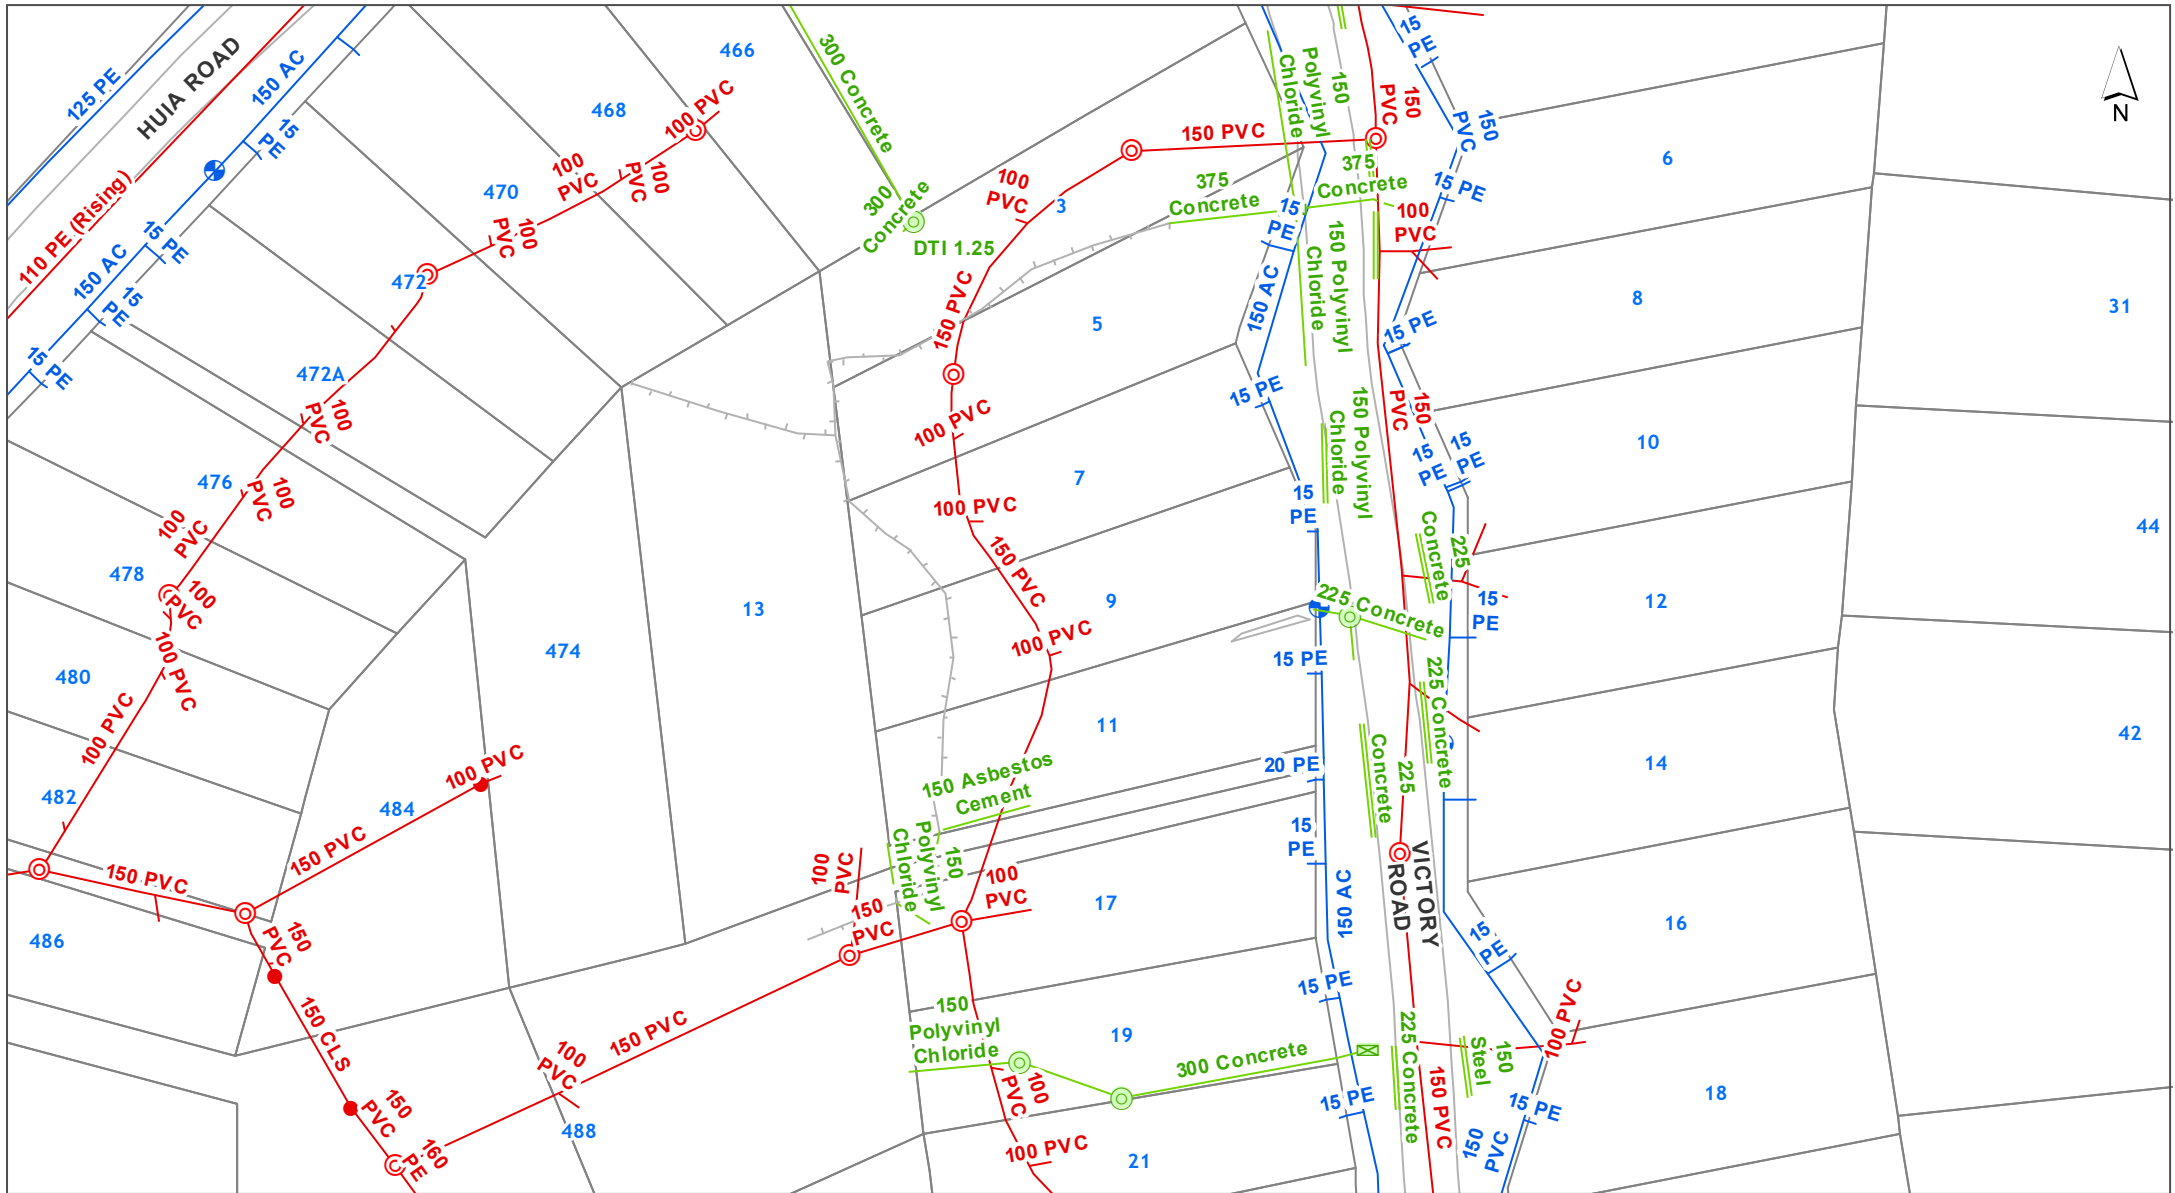 125 PE
HUIA ROAD
150 AC
15
PE
110 PE (Rising)
15 PE
150 AC
15
PE
15 PE
466
468
470
472
472A
476
478
480
482
484
486
474
13
488
100 PVC
100
PVC
100
PVC
100
PVC
100
PVC
100
PVC
100
PVC
100
PVC
100 PVC
100 PVC
150 PVC
150 PVC
100 PVC
150
PVC
150 CLS
150
PVC
160
PE
100
PVC
150 PVC
300 Concrete
300
Concrete
DTI 1.25
3
5
7
9
11
17
19
21
150 PVC
100
PVC
150 PVC
100 PVC
100 PVC
150 PVC
100 PVC
150 Asbestos
Cement
150
Polyvinyl
Chloride
100
PVC
150
PVC
100
PVC
150
Polyvinyl
Chloride
300 Concrete
100
PVC
100 PVC
150
Polyvinyl
Chloride
375
Concrete
375
Concrete
15
PE
150 AC
150 Polyvinyl
Chloride
15 PE
150 Polyvinyl
Chloride
15
PE
225 Concrete
15 PE
20 PE
15
PE
150 AC
15 PE
15 PE
150
PVC
15
PE
150
PVC
15 PE
100
PVC
15 PE
150
PVC
15
PE
15
PE
225
Concrete
15
PE
225 Concrete
225
Concrete
VICTORY
ROAD
15
PE
100 PVC
225 Concrete
150
Steel
150 PVC
15 PE
150
PVC
6
8
10
12
14
16
18
31
44
42
N